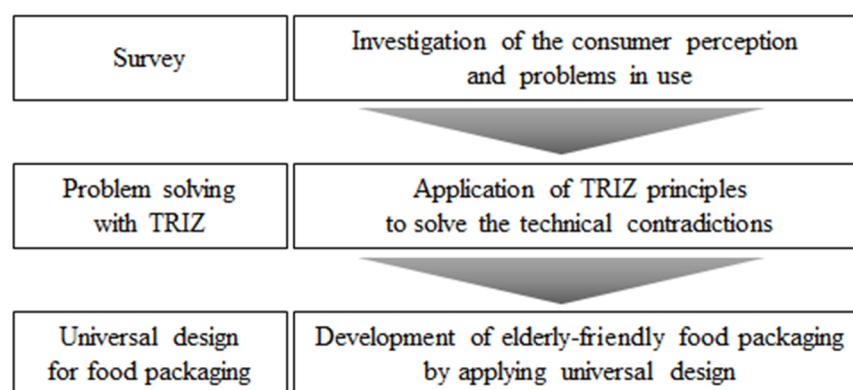 Survey
Investigation of the consumer perception
and problems in use
Problem solving
with TRIZ
Application of TRIZ principles
to solve the technical contradictions
Universal design
for food packaging
Development of elderly-friendly food packaging
by applying universal design